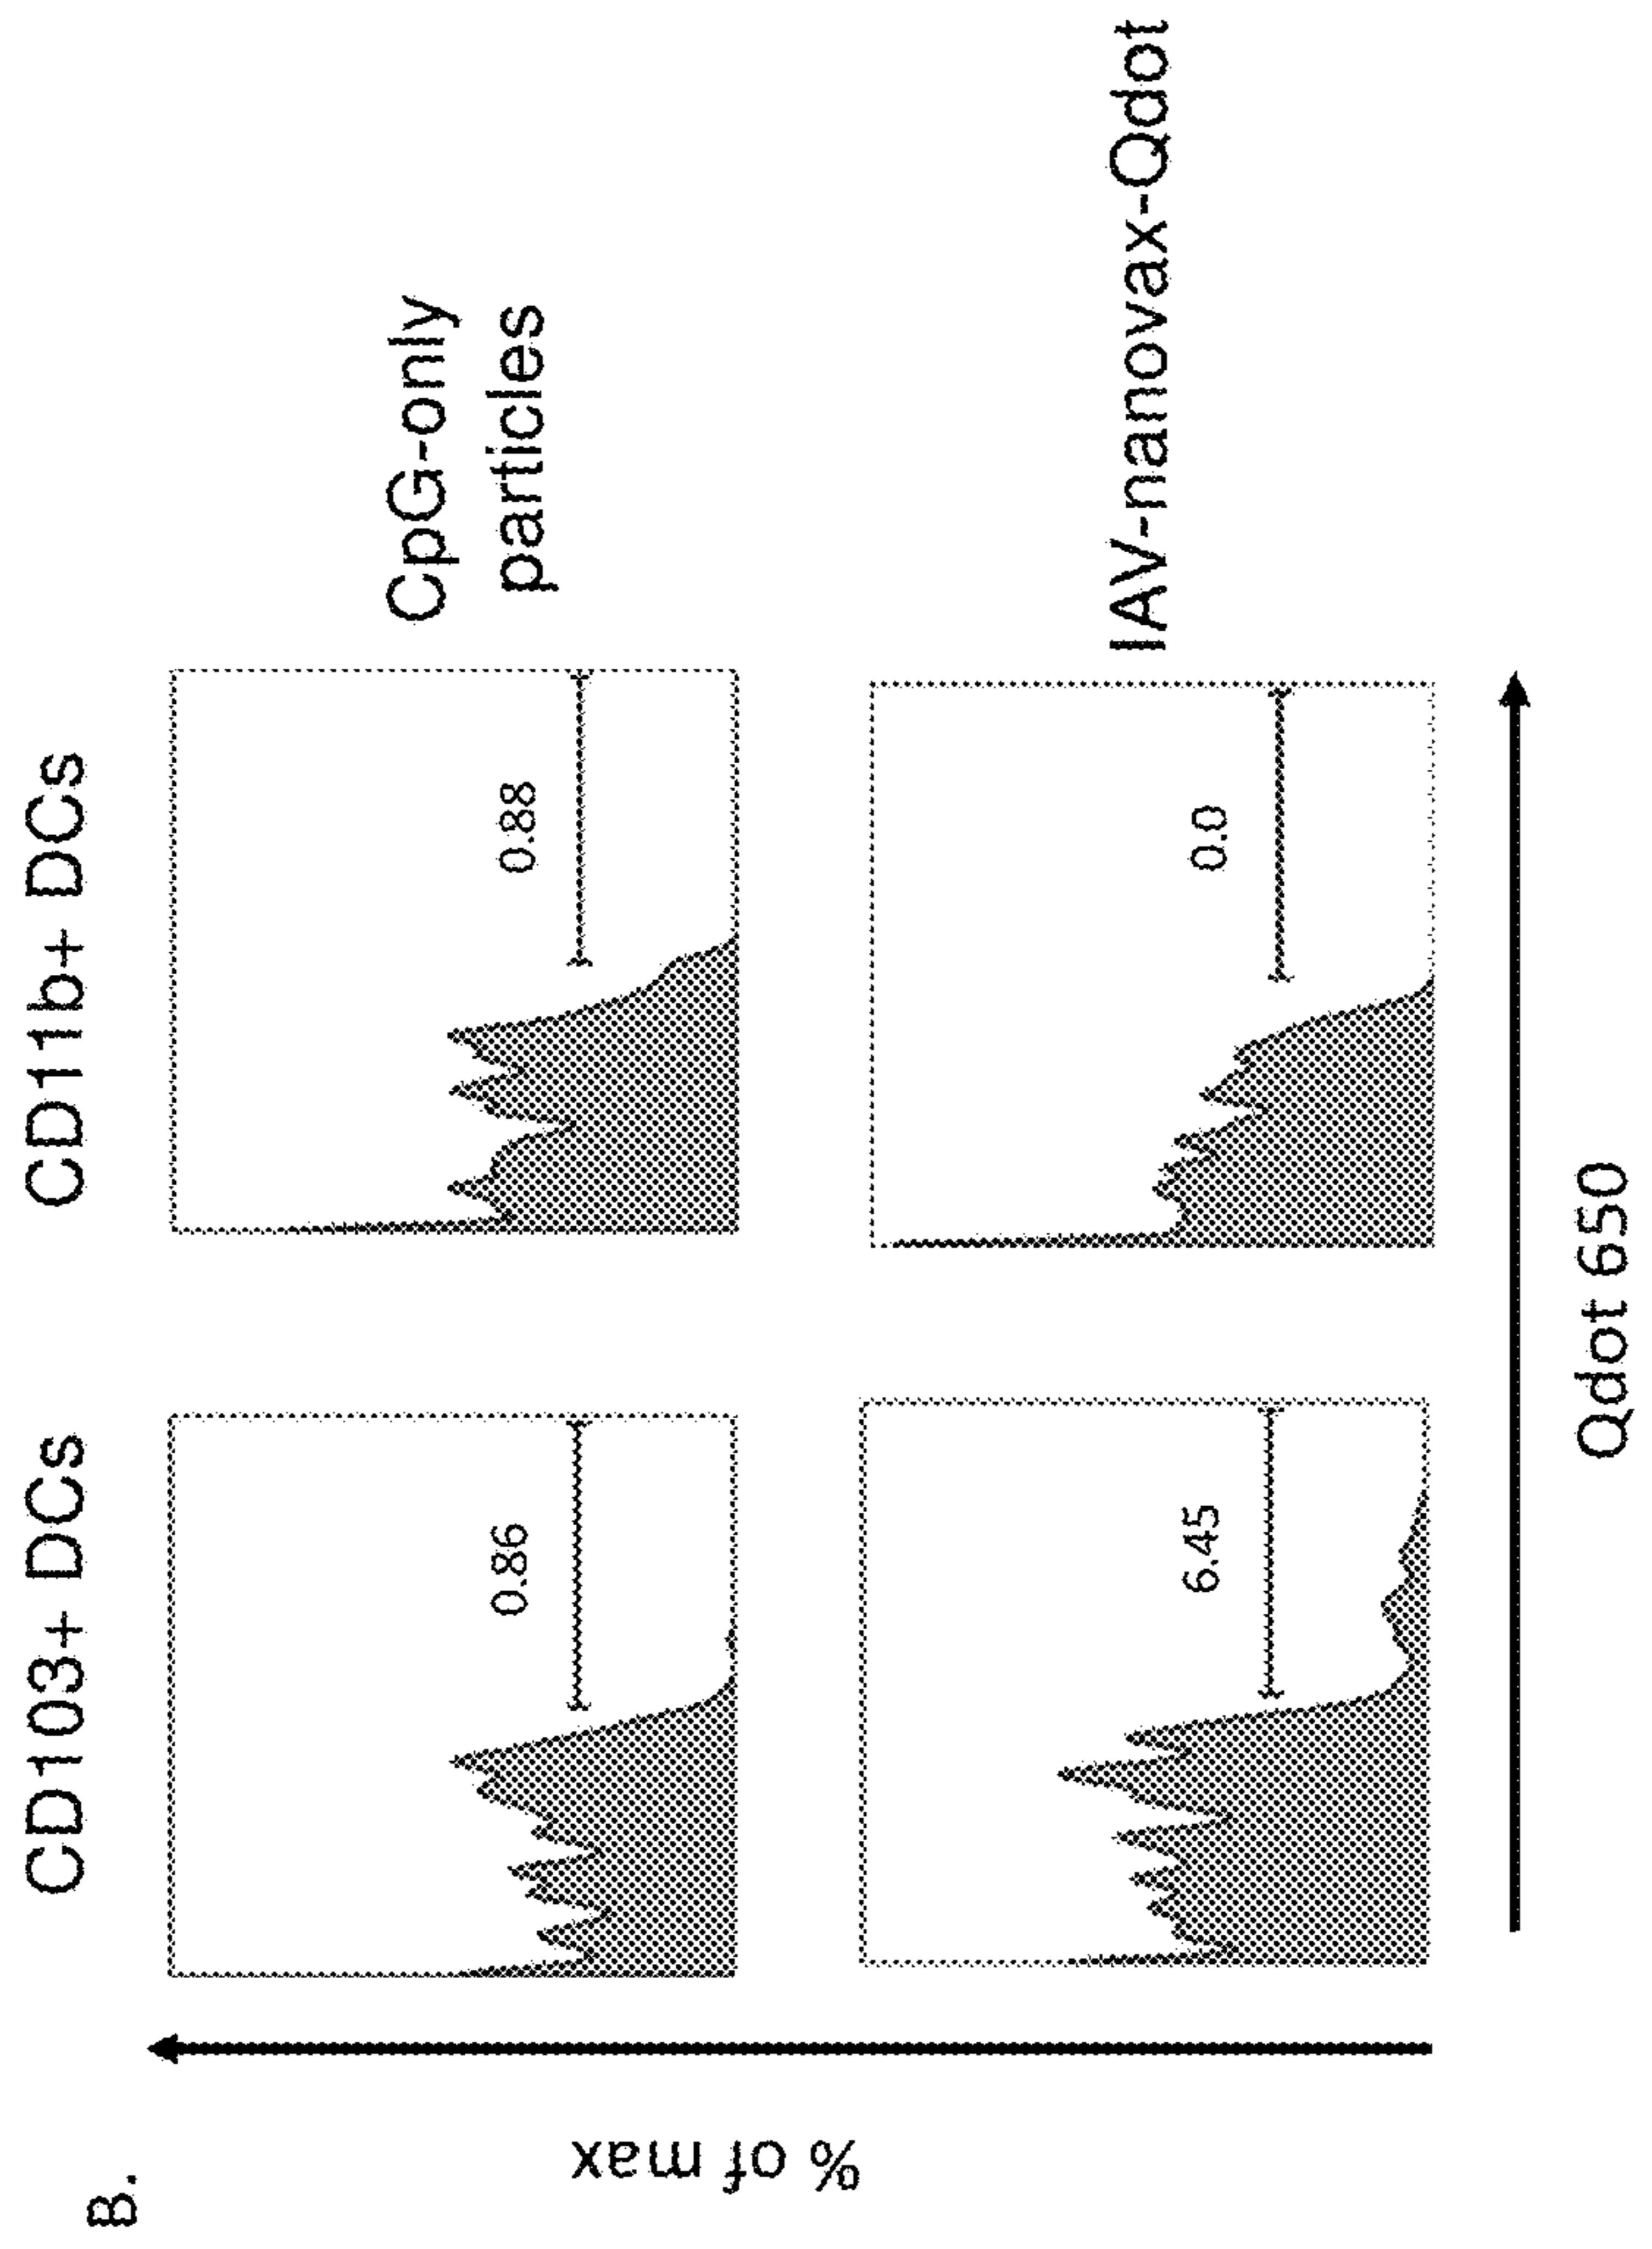 B.
CD103+ DCs
CD11b+ DCs
0.86
0.88
CpG-only
particles
6.45
0.0
IAV-nanovax-Qdot
% of max
Qdot 650